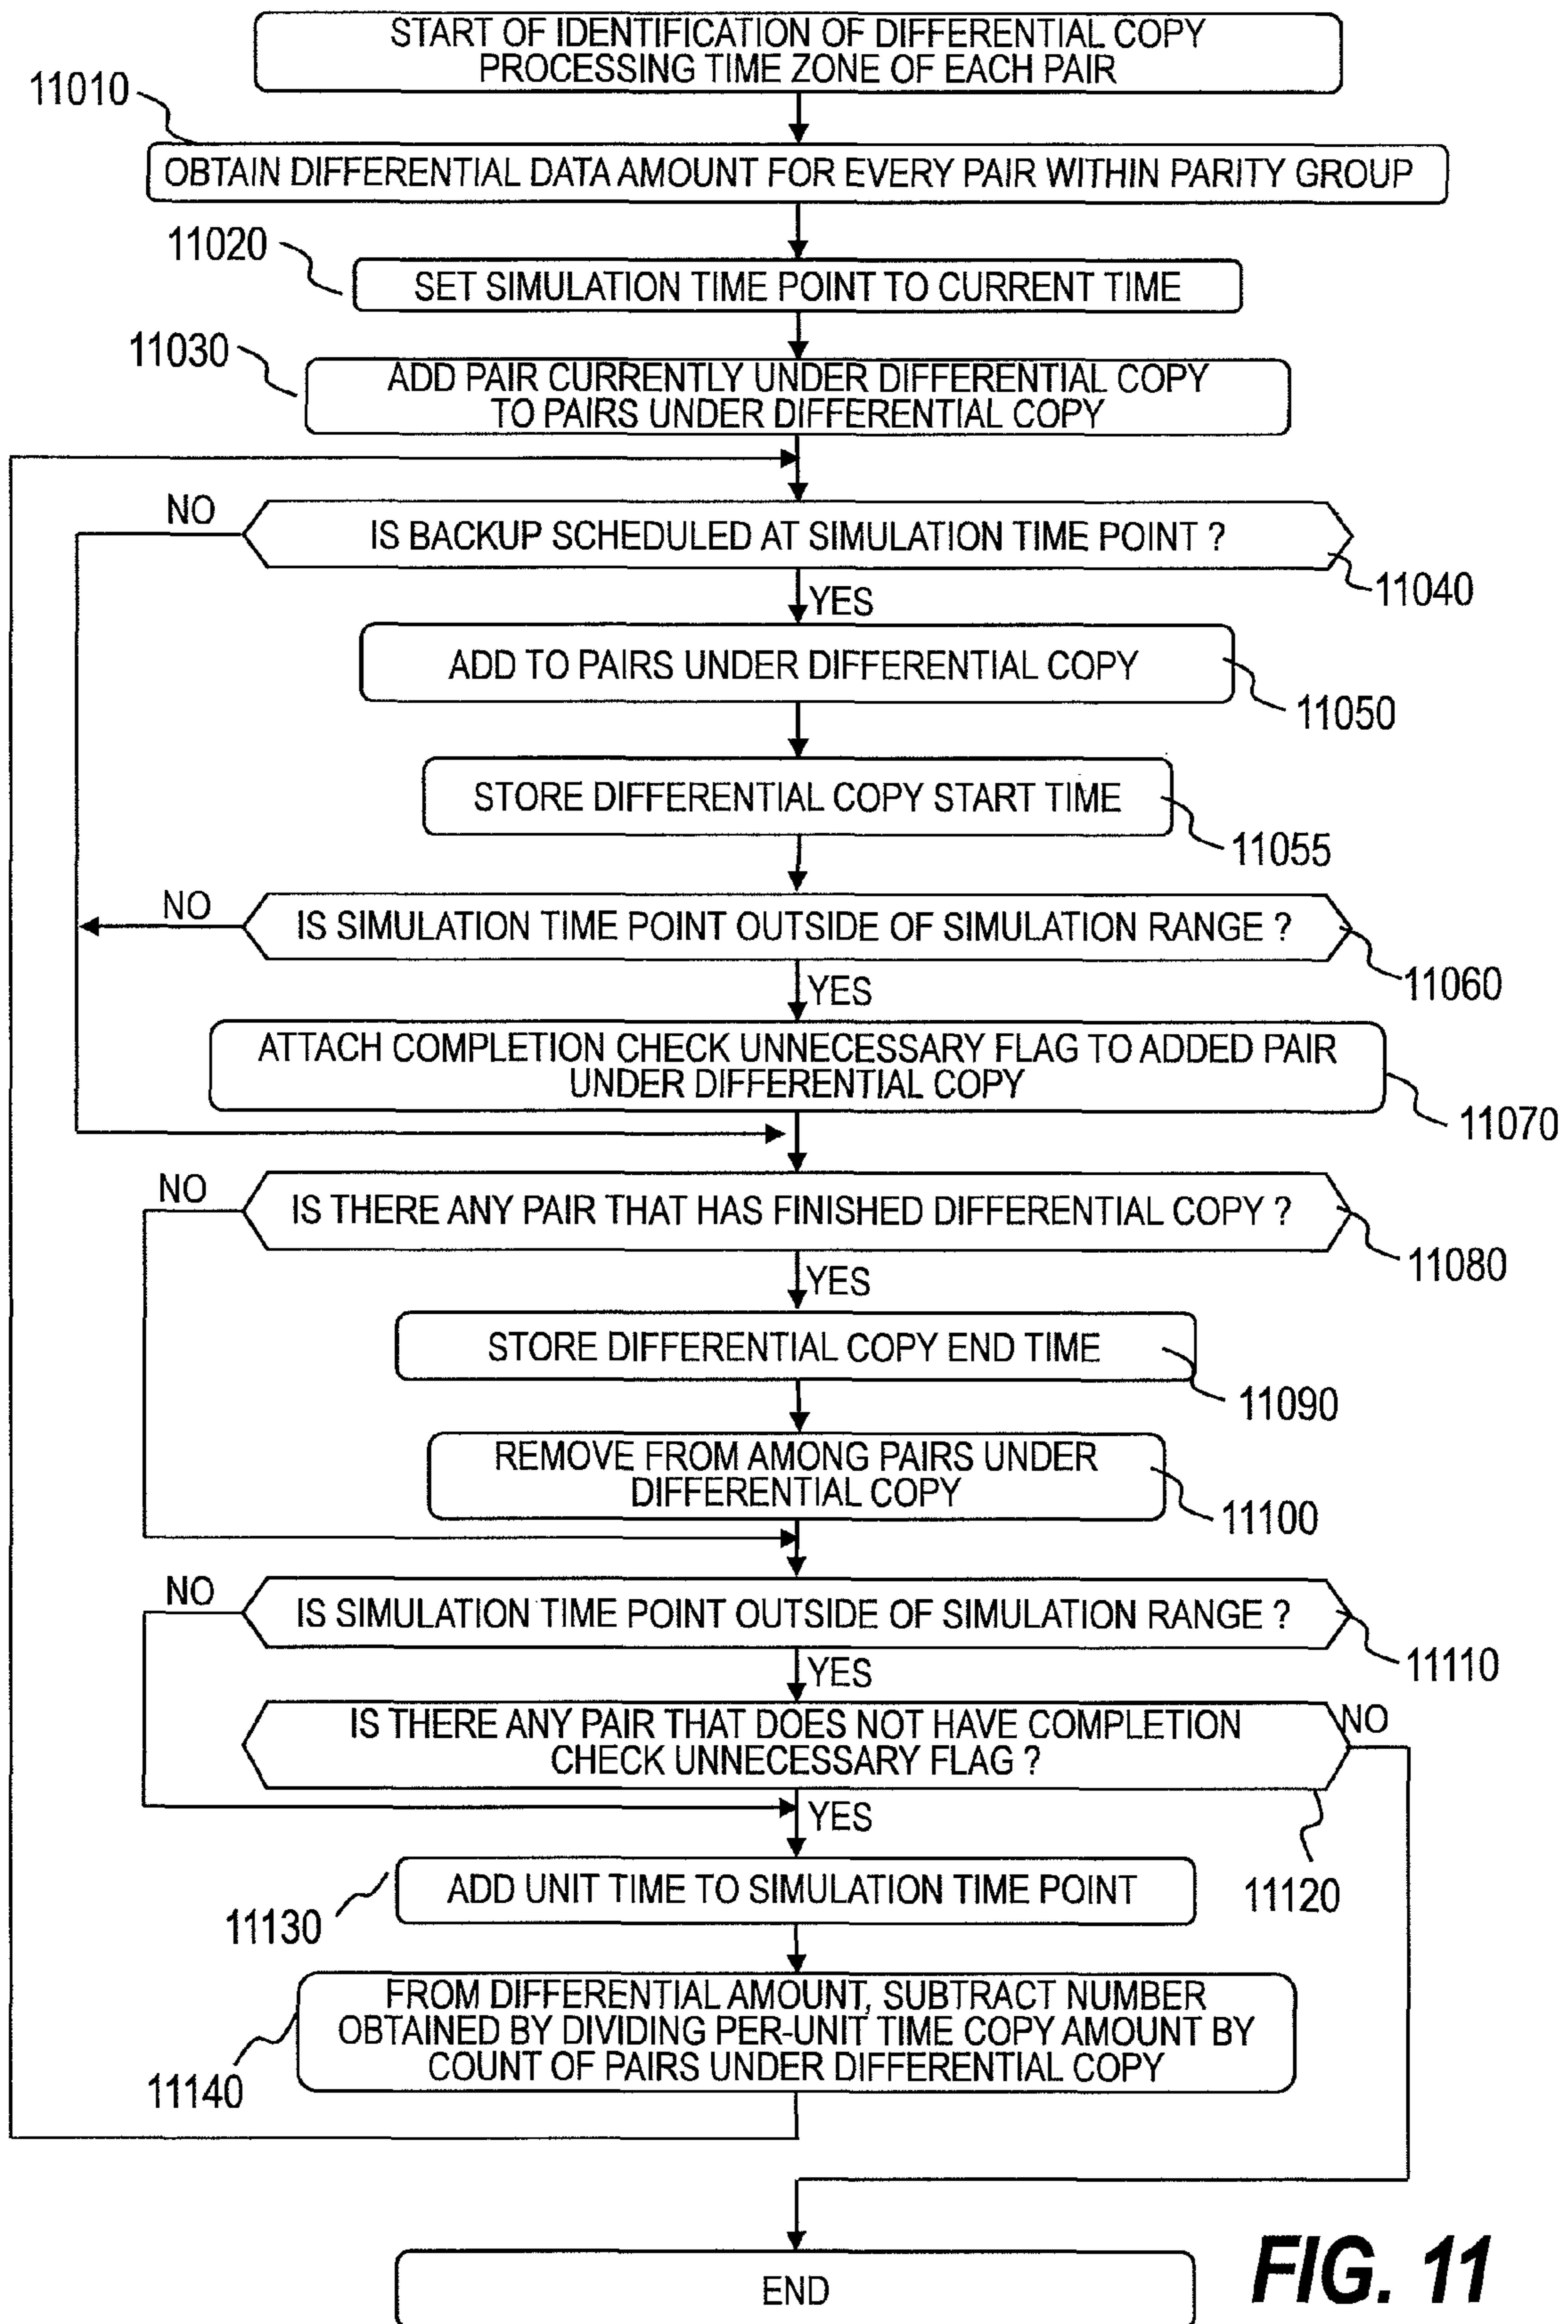 START OF IDENTIFICATION OF DIFFERENTIAL COPY
PROCESSING TIME ZONE OF EACH PAIR
11010
OBTAIN DIFFERENTIAL DATA AMOUNT FOR EVERY PAIR WITHIN PARITY GROUP
11020
SET SIMULATION TIME POINT TO CURRENT TIME
11030
ADD PAIR CURRENTLY UNDER DIFFERENTIAL COPY
TO PAIRS UNDER DIFFERENTIAL COPY
NO
IS BACKUP SCHEDULED AT SIMULATION TIME POINT ?
11040
YES
ADD TO PAIRS UNDER DIFFERENTIAL COPY
11050
STORE DIFFERENTIAL COPY START TIME
11055
NO
IS SIMULATION TIME POINT OUTSIDE OF SIMULATION RANGE ?
11060
YES
ATTACH COMPLETION CHECK UNNECESSARY FLAG TO ADDED PAIR
UNDER DIFFERENTIAL COPY
11070
NO
IS THERE ANY PAIR THAT HAS FINISHED DIFFERENTIAL COPY ?
11080
YES
STORE DIFFERENTIAL COPY END TIME
11090
REMOVE FROM AMONG PAIRS UNDER
DIFFERENTIAL COPY
11100
NO
IS SIMULATION TIME POINT OUTSIDE OF SIMULATION RANGE ?
11110
YES
IS THERE ANY PAIR THAT DOES NOT HAVE COMPLETION
CHECK UNNECESSARY FLAG ?
NO
YES
11120
ADD UNIT TIME TO SIMULATION TIME POINT
11130
FROM DIFFERENTIAL AMOUNT, SUBTRACT NUMBER
OBTAINED BY DIVIDING PER-UNIT TIME COPY AMOUNT BY
COUNT OF PAIRS UNDER DIFFERENTIAL COPY
11140
END
FIG. 11